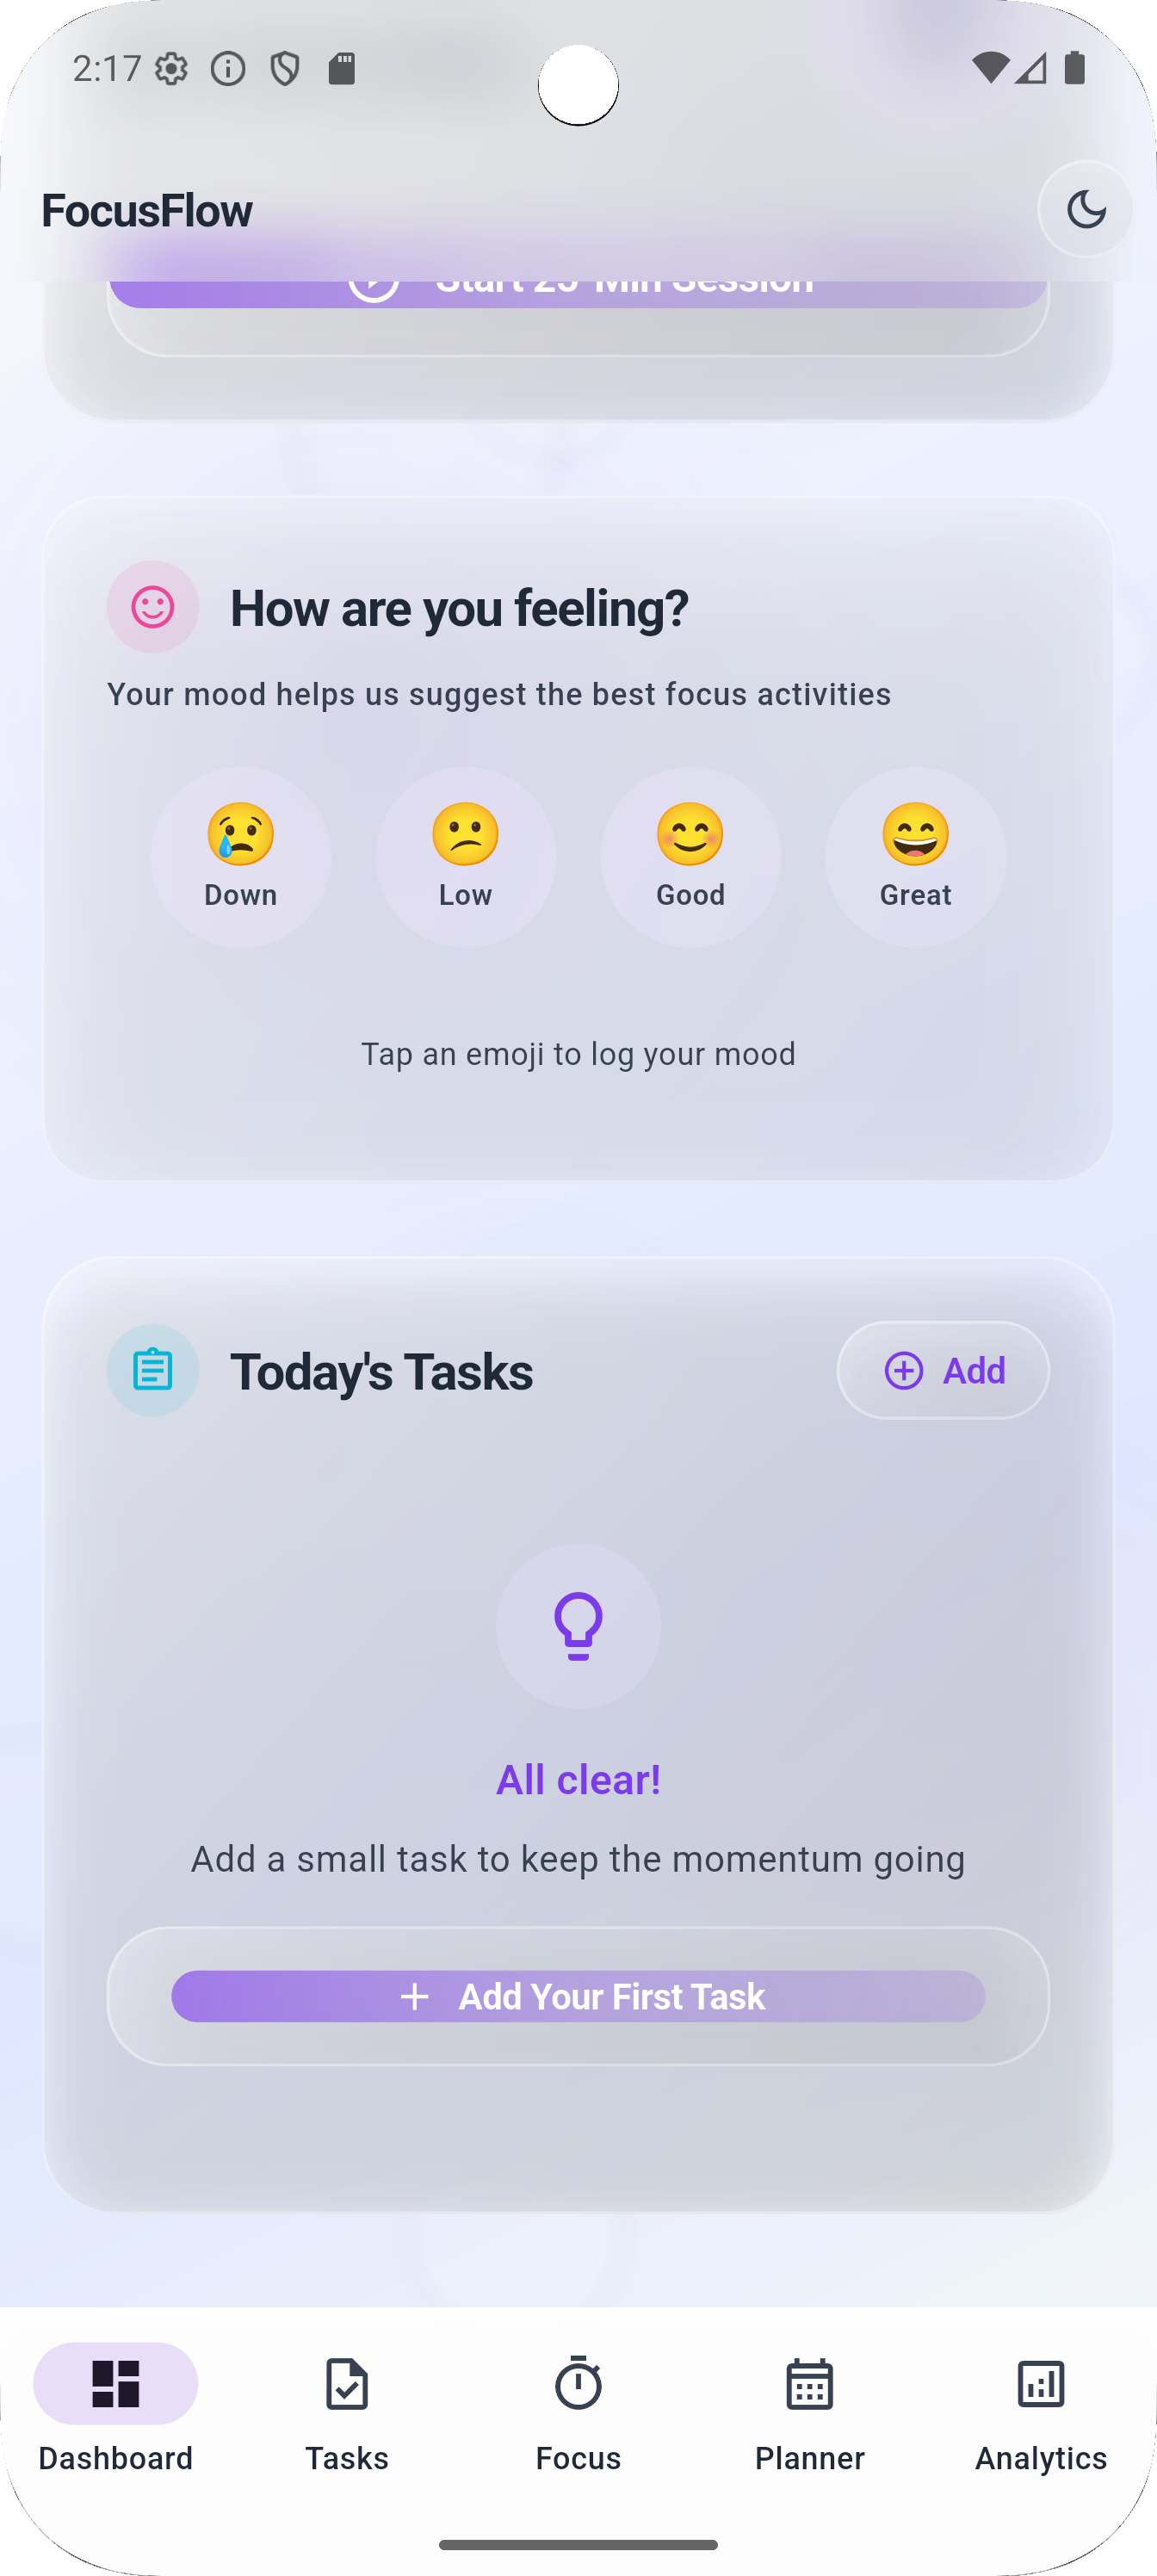 2:17
FocusFlow
Start 25-Min Session
How are you feeling?
Your mood helps us suggest the best focus activities
Down Low Good Great
Tap an emoji to log your mood
Today's Tasks Add
All clear!
Add a small task to keep the momentum going
Add Your First Task
Dashboard Tasks Focus Planner Analytics